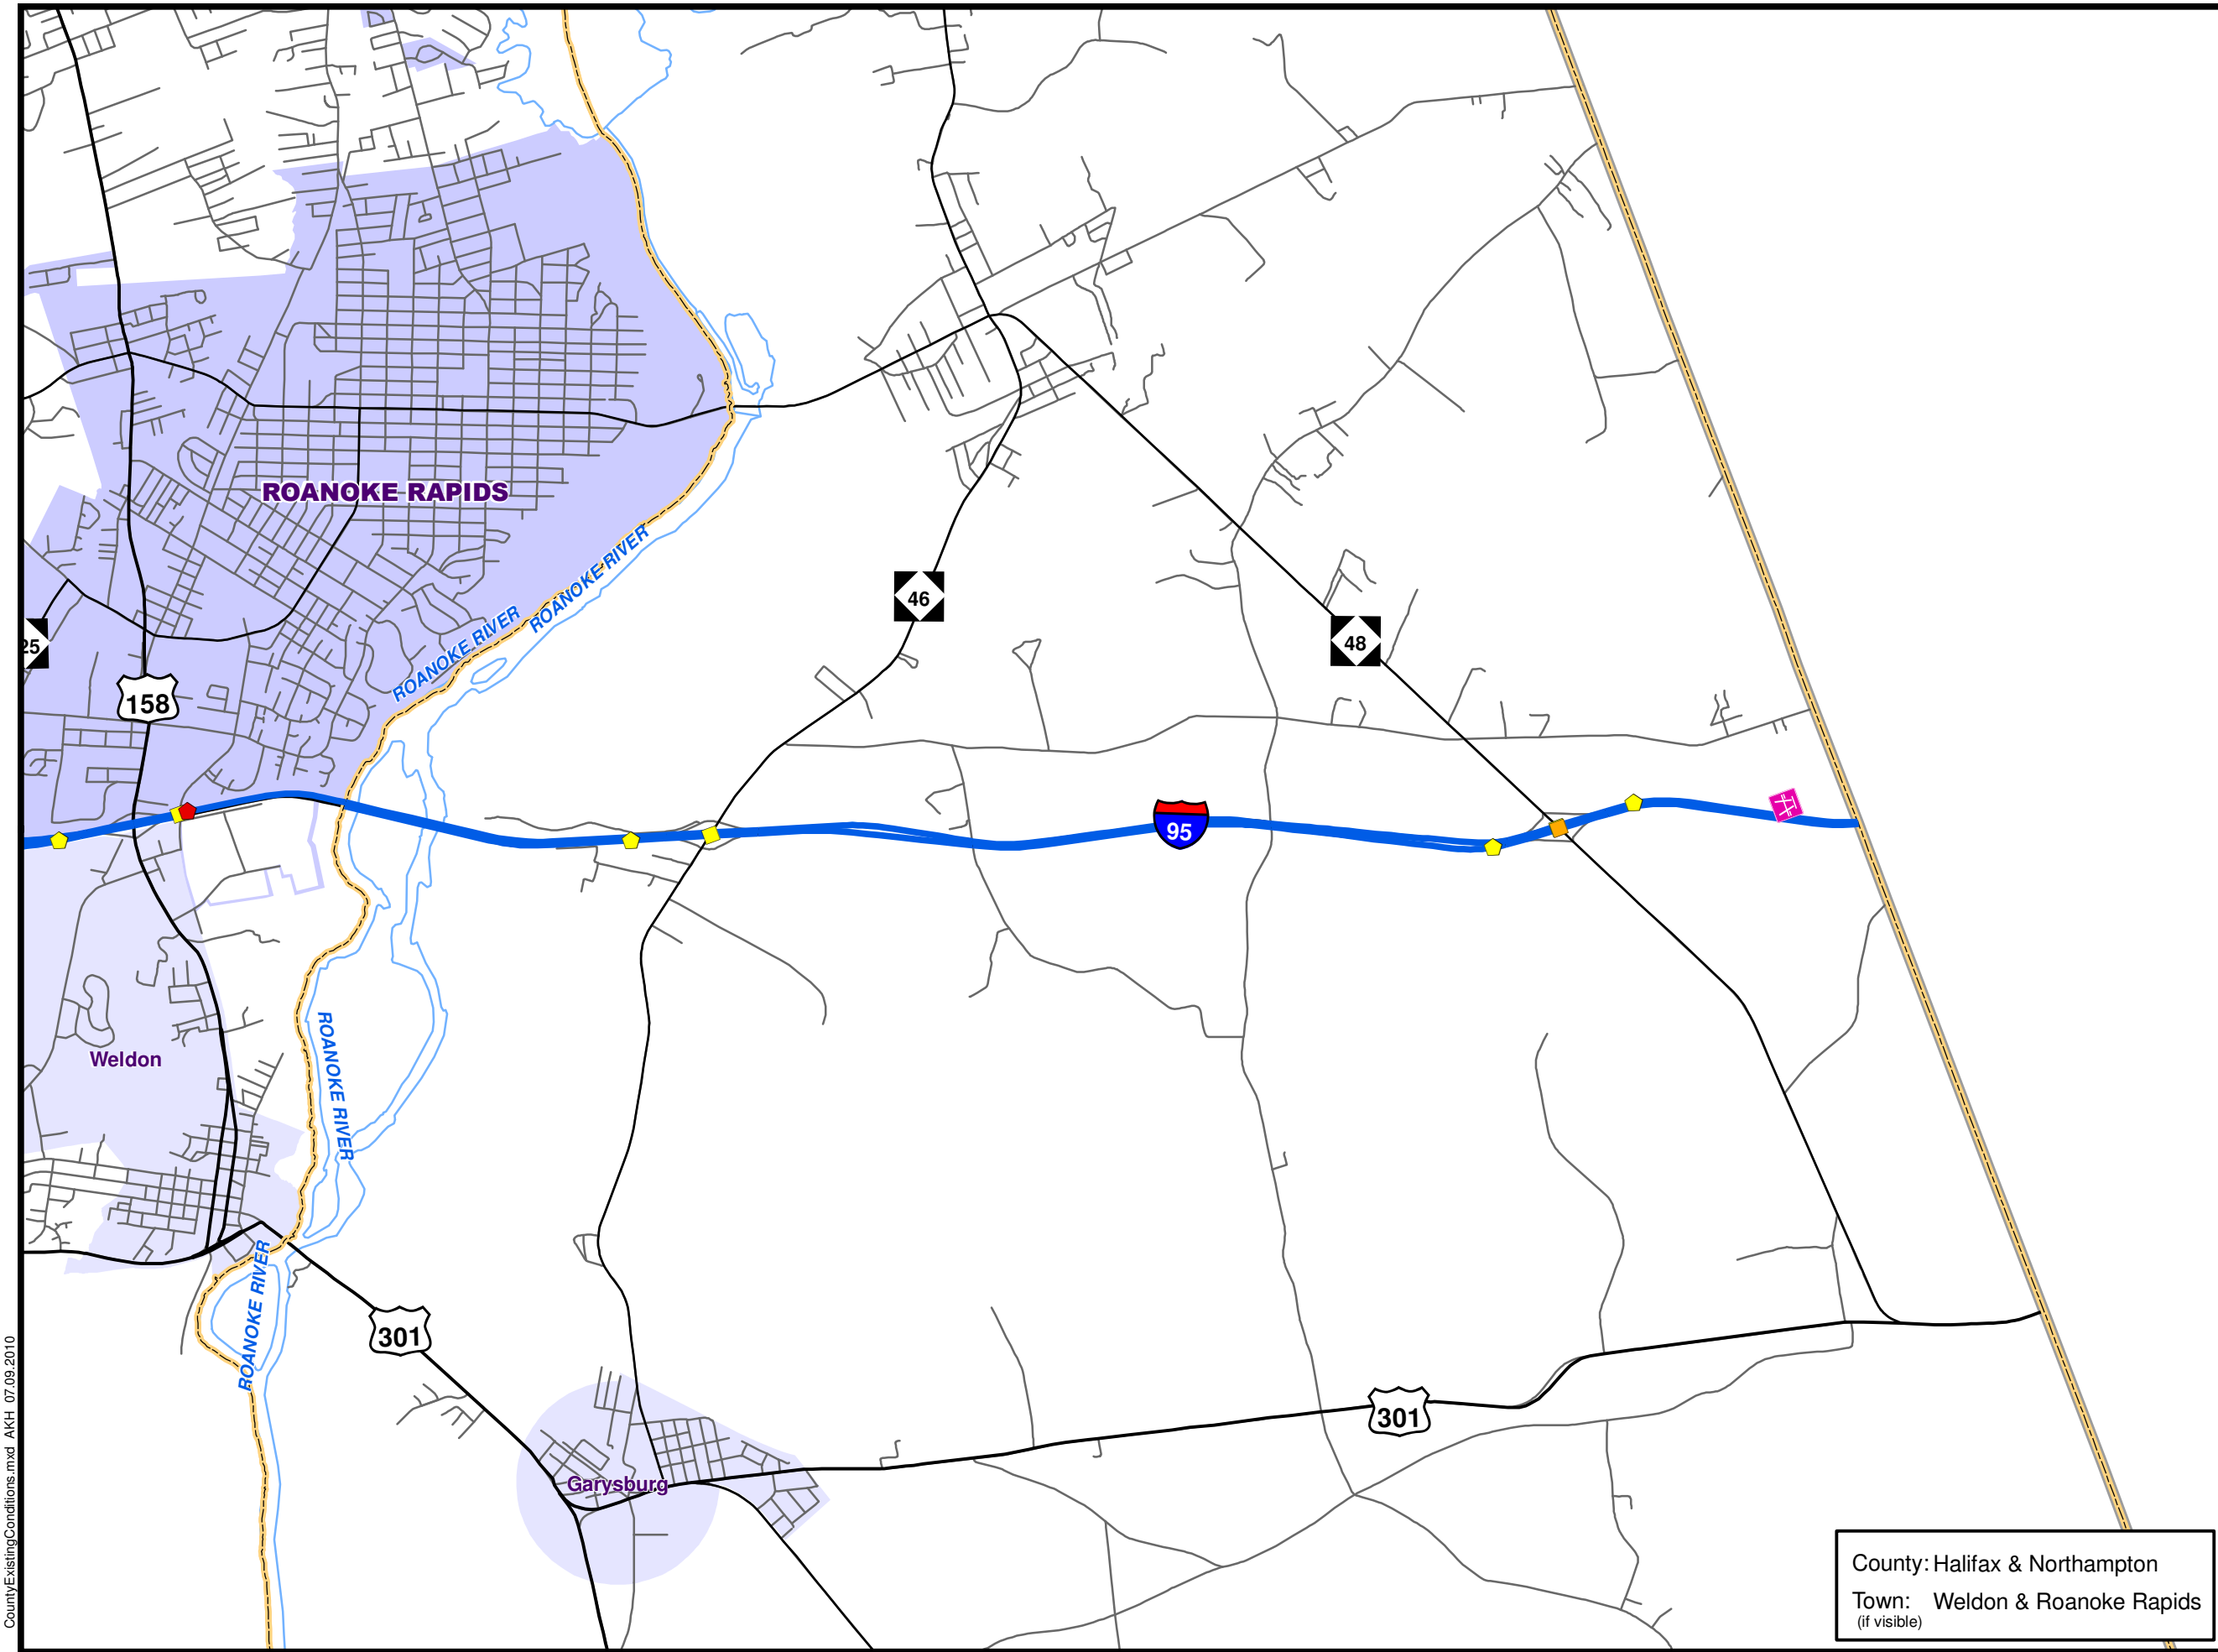 ROANOKE RAPIDS
ROANOKE RIVER
ROANOKE RIVER
46
48
25
158
95
ROANOKE RIVER
Weldon
ROANOKE RIVER
301
301
Garysburg
County: Halifax & Northampton
Town: Weldon & Roanoke Rapids
(if visible)
CountyExistingConditions.mxd AKH 07.09.2010